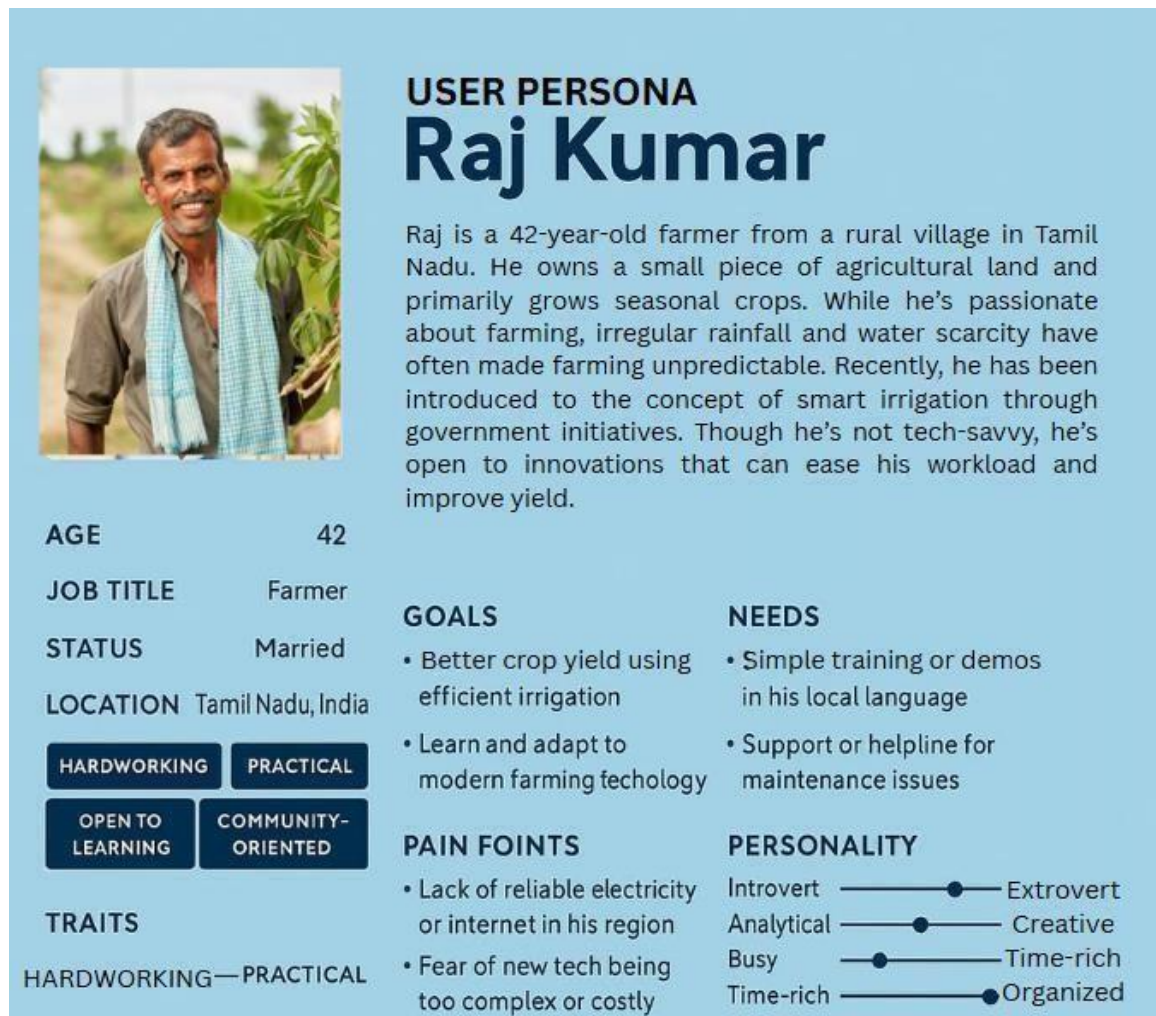 USER PERSONA
Raj Kumar
Raj is a 42-year-old farmer from a rural village in Tamil
Nadu. He owns a small piece of agricultural land and
primarily grows seasonal crops. While he’s passionate
about farming, irregular rainfall and water scarcity have
often made farming unpredictable. Recently, he has been
introduced to the concept of smart irrigation through
government initiatives. Though he’s not tech-savvy, he’s
open to innovations that can ease his workload and
improve yield.
AGE 42
JOB TITLE Farmer
STATUS Married
LOCATION Tamil Nadu, India
HARDWORKING PRACTICAL
OPEN TO
LEARNING
COMMUNITY-
ORIENTED
TRAITS
HARDWORKING—PRACTICAL
GOALS
• Better crop yield using
efficient irrigation
• Learn and adapt to
modern farming techology
NEEDS
• Simple training or demos
in his local language
• Support or helpline for
maintenance issues
PAIN FOINTS
• Lack of reliable electricity
or internet in his region
• Fear of new tech being
too complex or costly
PERSONALITY
Introvert Extrovert
Analytical Creative
Busy Time-rich
Time-rich Organized